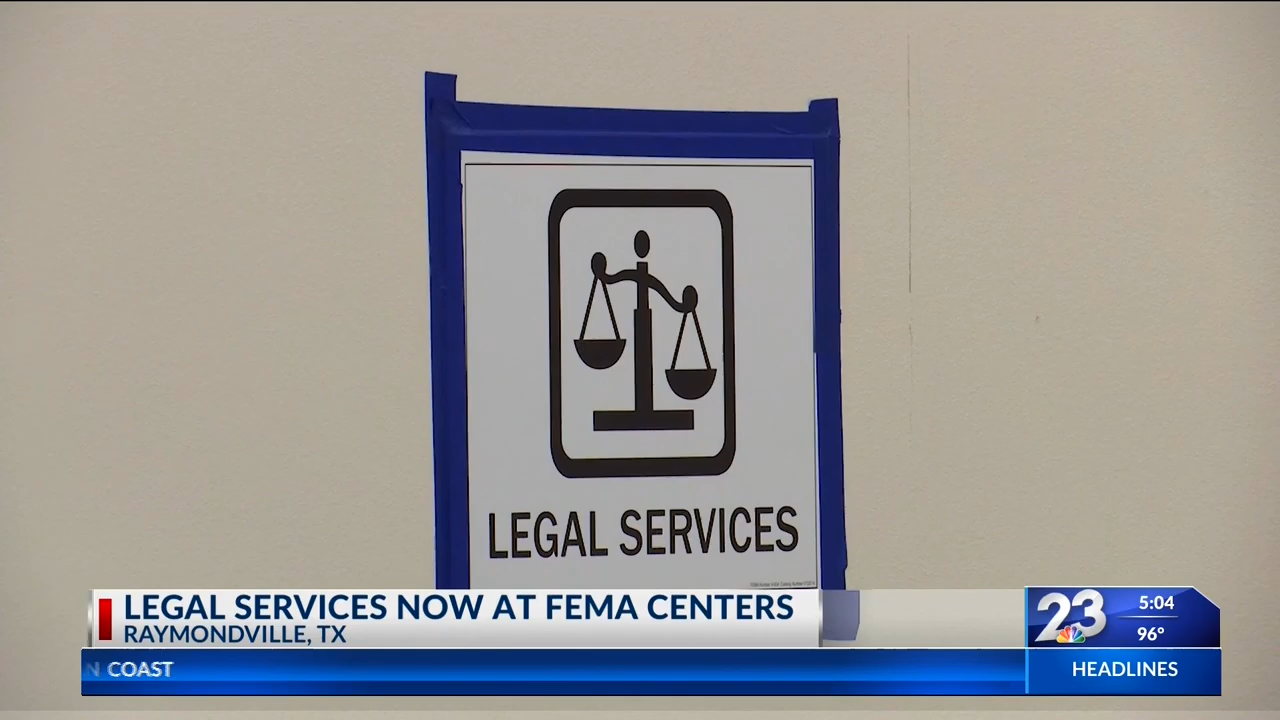 LEGAL SERVICES
LEGAL SERVICES NOW AT FEMA CENTERS
RAYMONDVILLE, TX
23
5:04
96°
COAST
HEADLINES